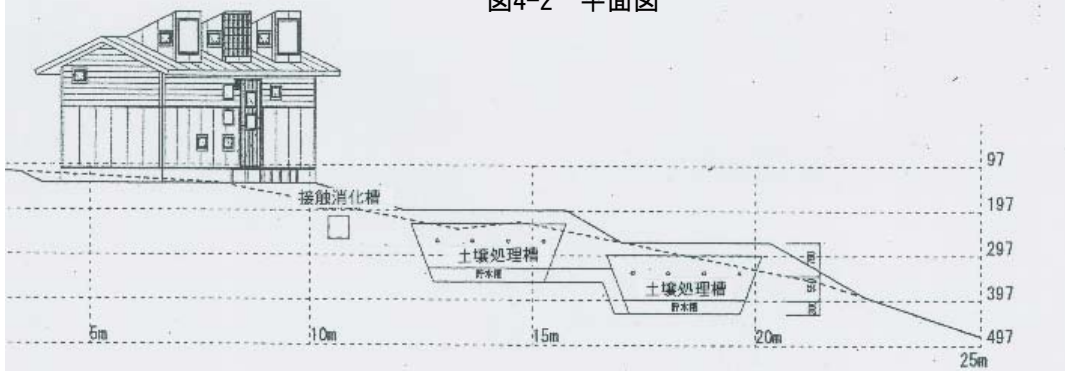 図4-2 平面図
97
接触消化槽
197
土壌処理槽
297
貯水槽
土壌処理槽
397
貯水槽
5m
10m
15m
20m
497
25m